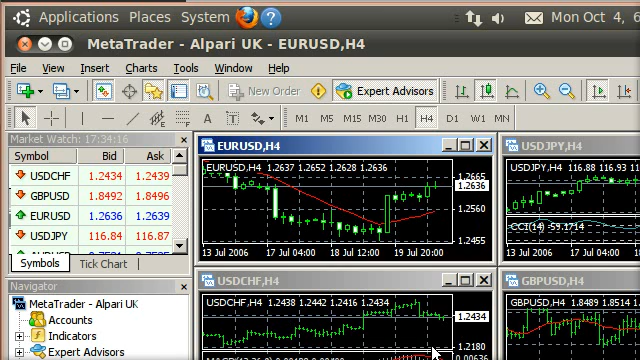 Applications Places System Mon Oct 4, 6
MetaTrader - Alpari UK - EURUSD,H4
File View Insert Charts Tools Window Help
New Order Expert Advisors
A T M1 M5 M15 M30 H1 H4 D1 W1 MN
Market Watch: 17:34:16
Symbol Bid Ask
USDCHF 1.2434 1.2439
GBPUSD 1.8492 1.8496
EURUSD 1.2636 1.2639
USDJPY 116.84 116.87
Symbols Tick Chart
Navigator
MetaTrader - Alpari UK
Accounts
Indicators
Expert Advisors
EURUSD,H4
EURUSD,H4 1.2637 1.2652 1.2628 1.2636
1.2665
1.2636
1.2560
1.2455
13 Jul 2006 17 Jul 04:00 18 Jul 12:00 19 Jul 20:00
USDJPY,H4
USDJPY,H4 116.88 116.93
CCI(14) -59.1714
13 Jul 2006 17 Jul 04:0
USDCHF,H4
USDCHF,H4 1.2438 1.2442 1.2416 1.2434
1.2434
1.2180
GBPUSD,H4
GBPUSD,H4 1.8489 1.8514